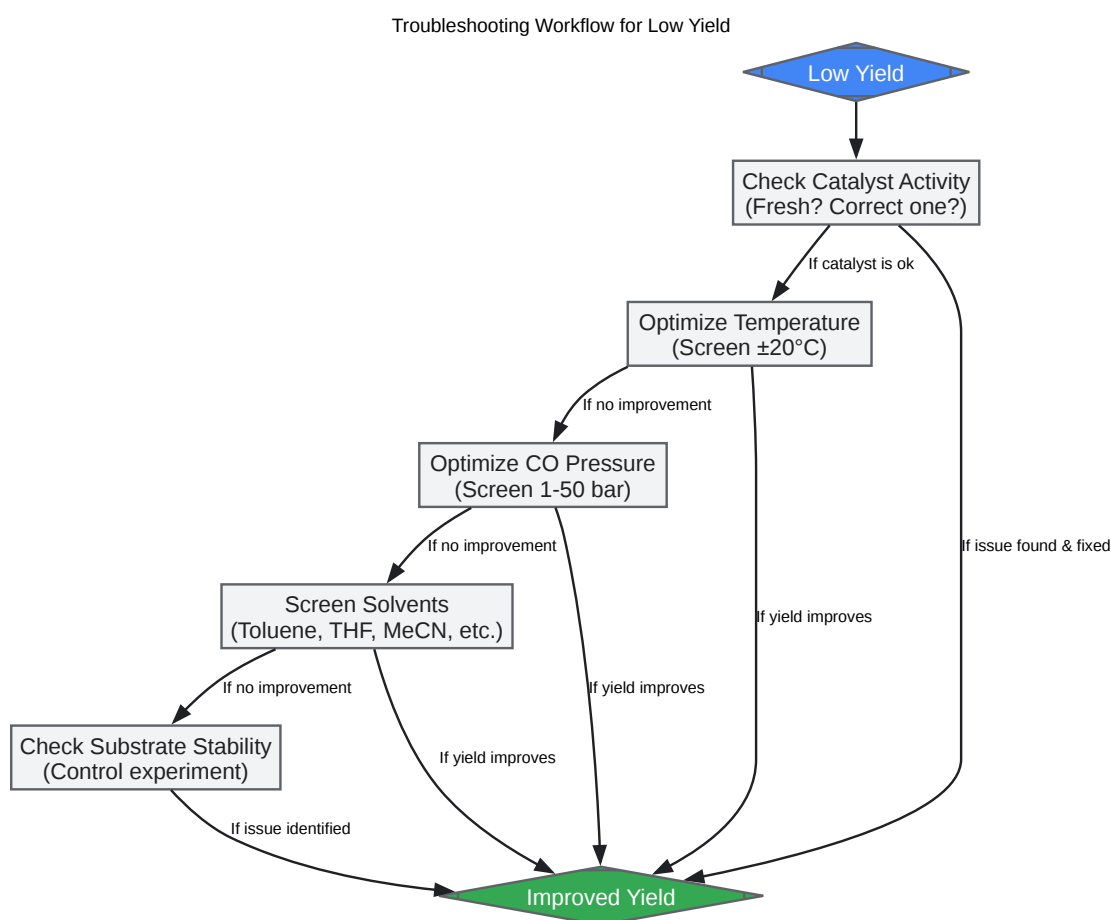 Troubleshooting Workflow for Low Yield
Low Yield
Check Catalyst Activity
(Fresh? Correct one?)
If catalyst is ok
Optimize Temperature
(Screen ±20°C)
If no improvement
Optimize CO Pressure
(Screen 1-50 bar)
If no improvement
If issue found & fixed
Screen Solvents
(Toluene, THF, MeCN, etc.)
If yield improves
If no improvement
If yield improves
Check Substrate Stability
(Control experiment)
If yield improves
If issue identified
Improved Yield